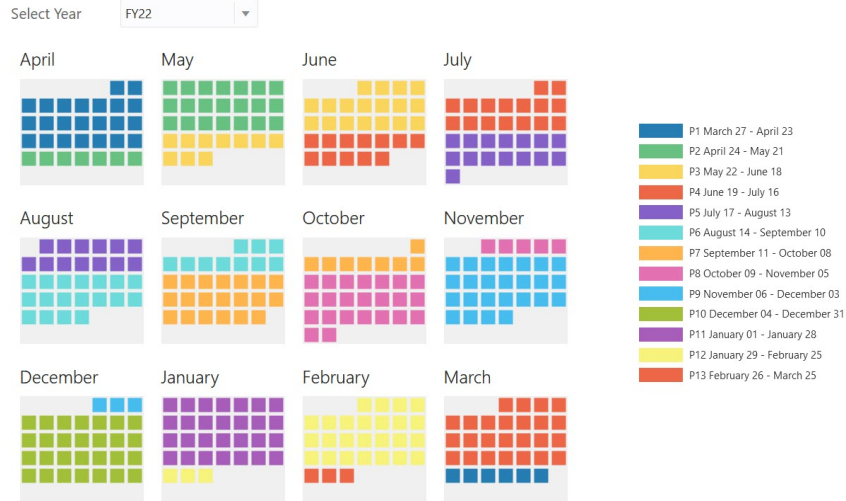 Select Year
FY22
April
May
June
July
August
September
October
November
December
January
February
March
P1 March 27 - April 23
P2 April 24 - May 21
P3 May 22 - June 18
P4 June 19 - July 16
P5 July 17 - August 13
P6 August 14 - September 10
P7 September 11 - October 08
P8 October 09 - November 05
P9 November 06 - December 03
P10 December 04 - December 31
P11 January 01 - January 28
P12 January 29 - February 25
P13 February 26 - March 25